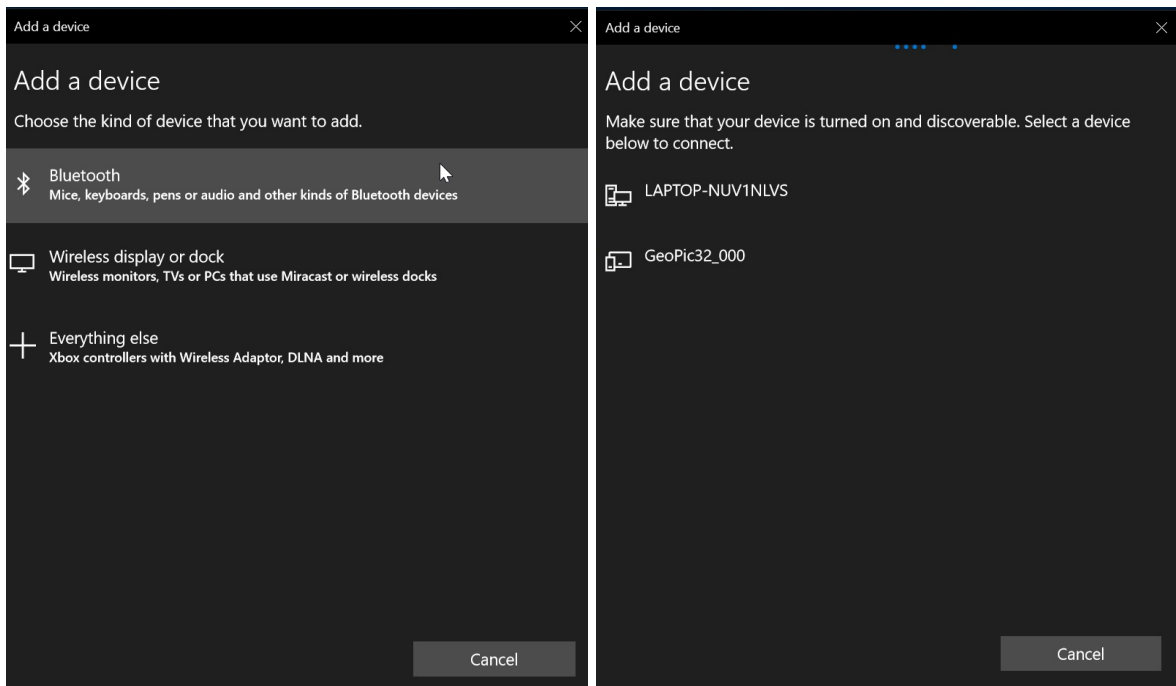 Add a device
Add a device
Choose the kind of device that you want to add.
Bluetooth
Mice, keyboards, pens or audio and other kinds of Bluetooth devices
Wireless display or dock
Wireless monitors, TVs or PCs that use Miracast or wireless docks
Everything else
Xbox controllers with Wireless Adaptor, DLNA and more
Cancel
Add a device
Add a device
Make sure that your device is turned on and discoverable. Select a device
below to connect.
LAPTOP-NUV1NLVS
GeoPic32_000
Cancel